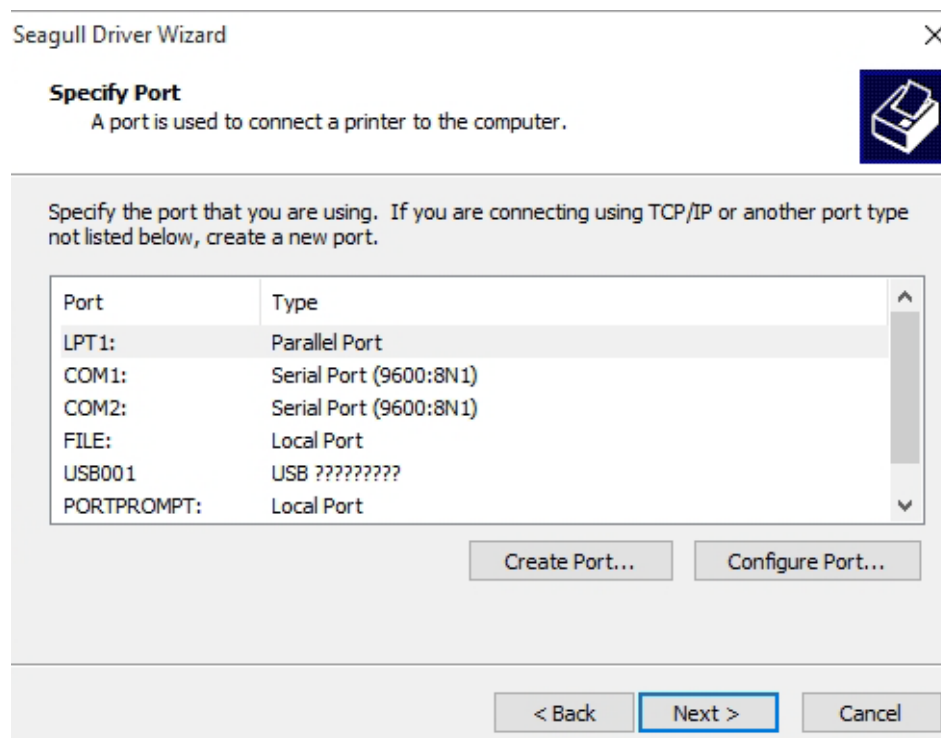 Seagull Driver Wizard
Specify Port
A port is used to connect a printer to the computer.
Specify the port that you are using.  If you are connecting using TCP/IP or another port type
not listed below, create a new port.
Port Type
LPT1: Parallel Port
COM1: Serial Port (9600:8N1)
COM2: Serial Port (9600:8N1)
FILE: Local Port
USB001 USB ?????????
PORTPROMPT: Local Port
Create Port... Configure Port...
< Back Next > Cancel